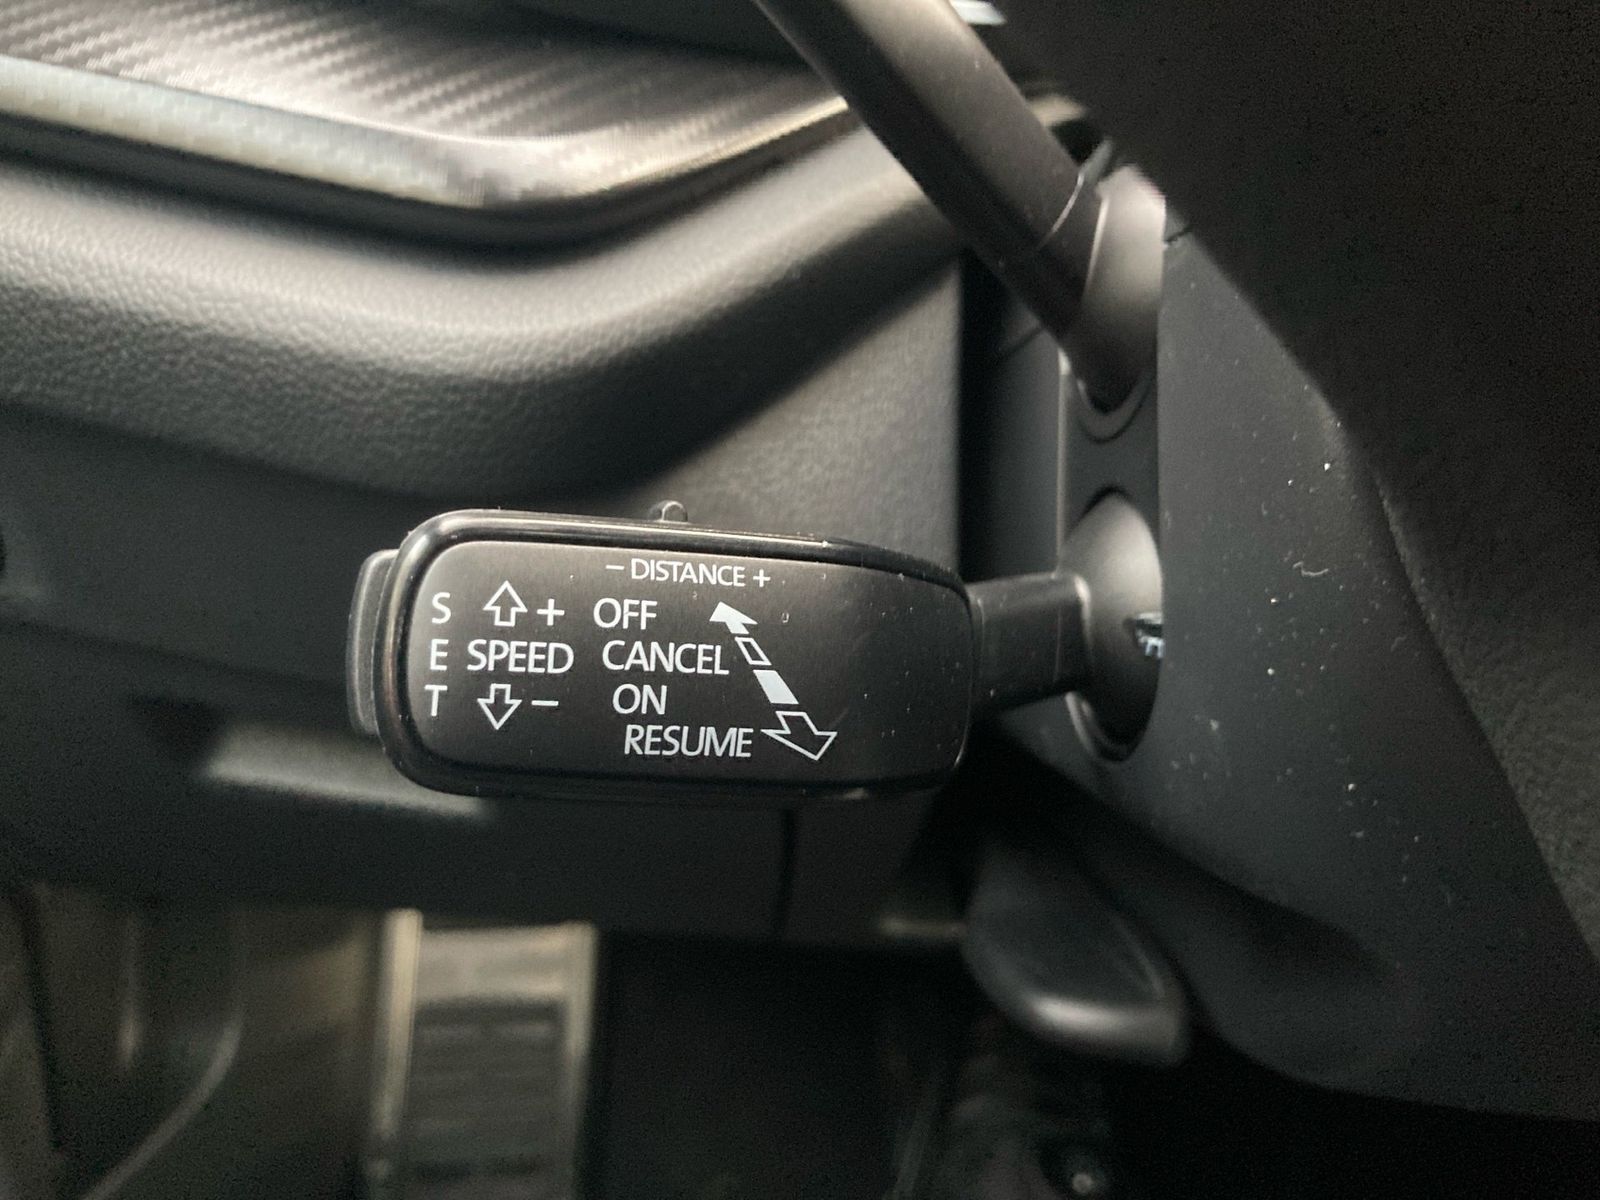 − DISTANCE +
S + OFF
E SPEED CANCEL
T − ON
RESUME